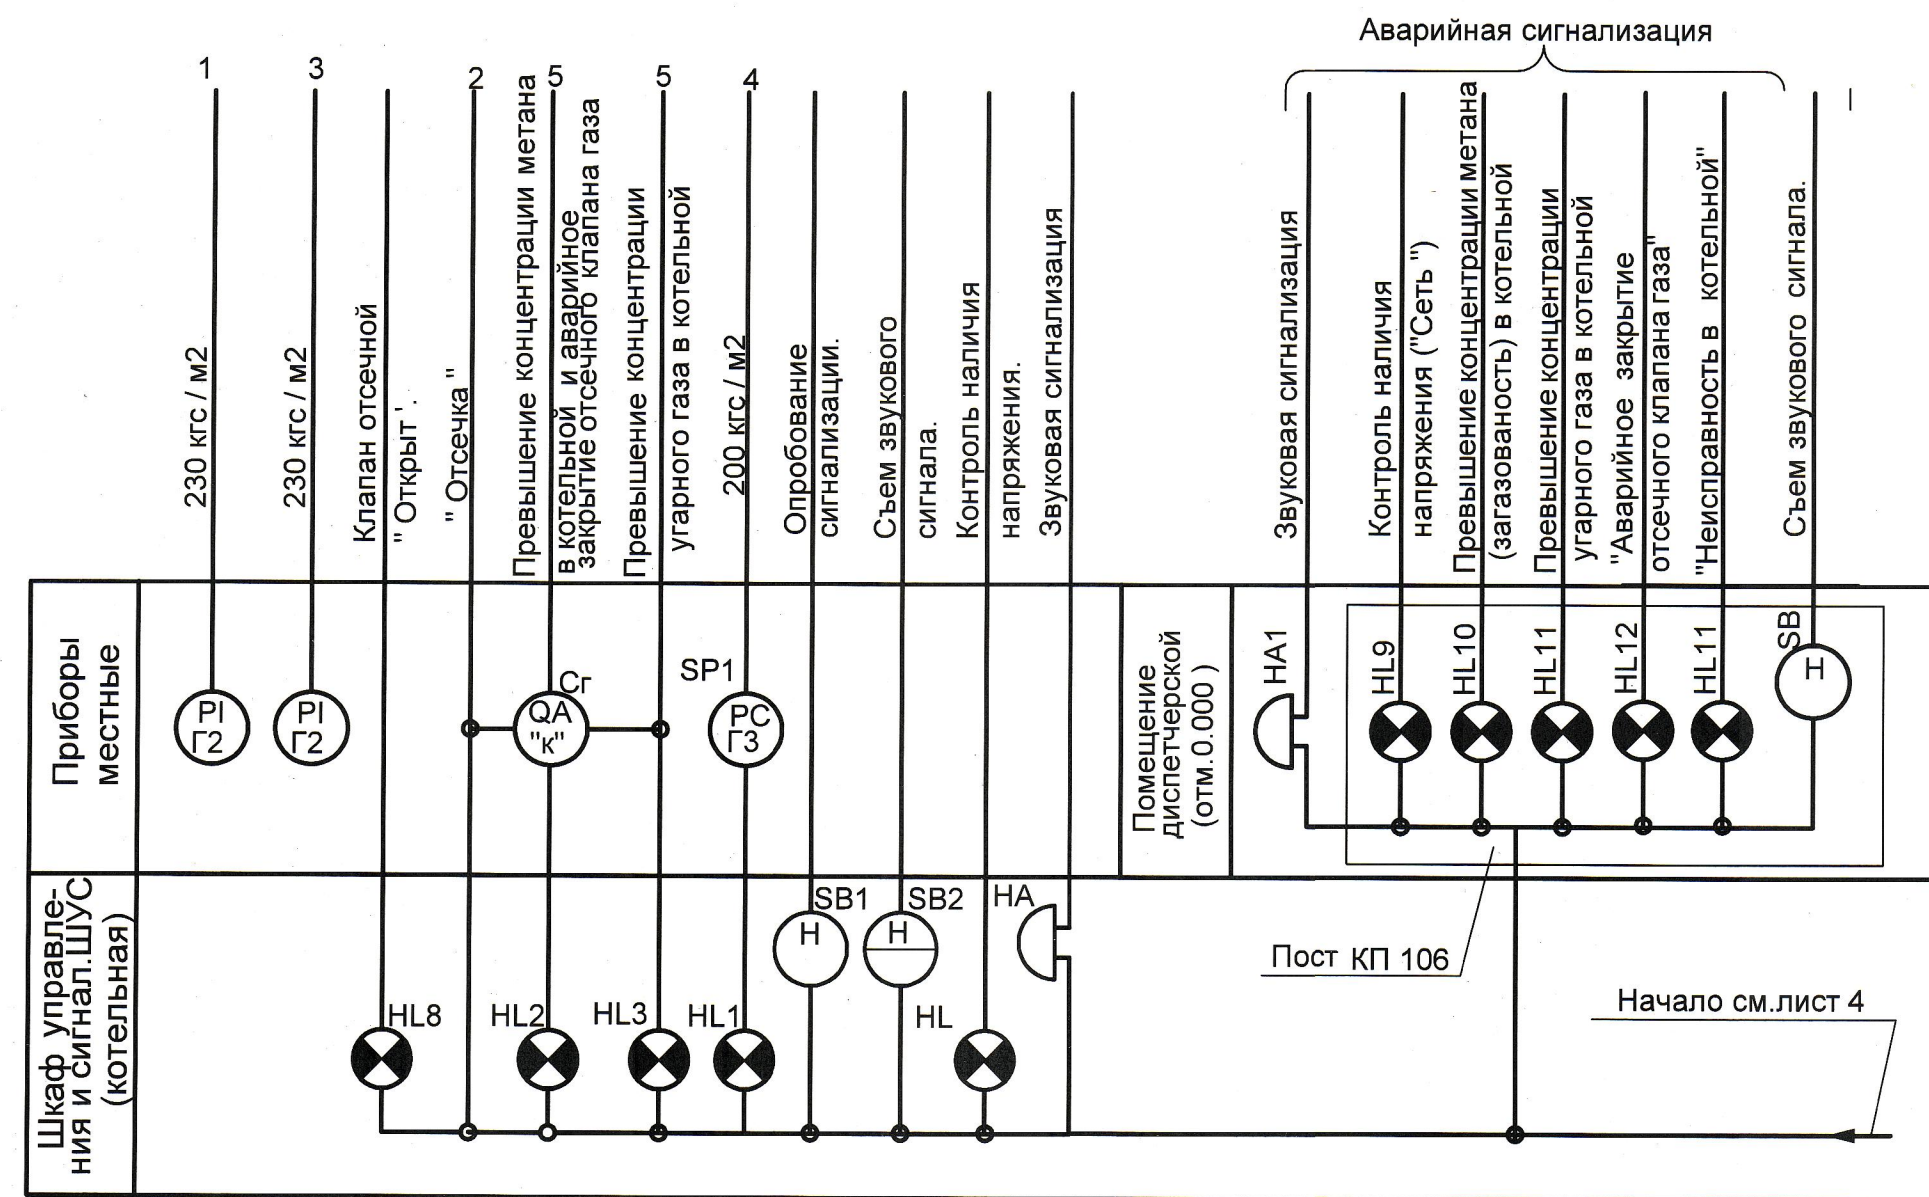 Аварийная сигнализация
1
3
2
5
5
4
230 кгс / м2
230 кгс / м2
Клапан отсечной
" Открыт '.
" Отсечка "
Превышение концентрации метана
в котельной и аварийное
закрытие отсечного клапана газа
Превышение концентрации
угарного газа в котельной
200 кгс / м2
Опробование
сигнализации.
Съем звукового
сигнала.
Контроль наличия
напряжения.
Звуковая сигнализация
Звуковая сигнализация
Контроль наличия
напряжения ("Сеть ")
Превышение концентрации метана
(загазованость) в котельной
Превышение концентрации
угарного газа в котельной
"Аварийное закрытие
отсечного клапана газа"
"Неисправность в котельной"
Съем звукового сигнала.
Приборы
местные
PI
Г2
PI
Г2
Сг
QA
"к"
SP1
PC
Г3
Помещение
диспетчерской
(отм.0.000 )
HA1
HL9
HL10
HL11
HL12
HL11
SB
H
Шкаф управле-
ния и сигнал.ШУС
(котельная)
HL8
HL2
HL3
HL1
SB1
H
SB2
H
HL
HA
Пост КП 106
Начало см.лист 4